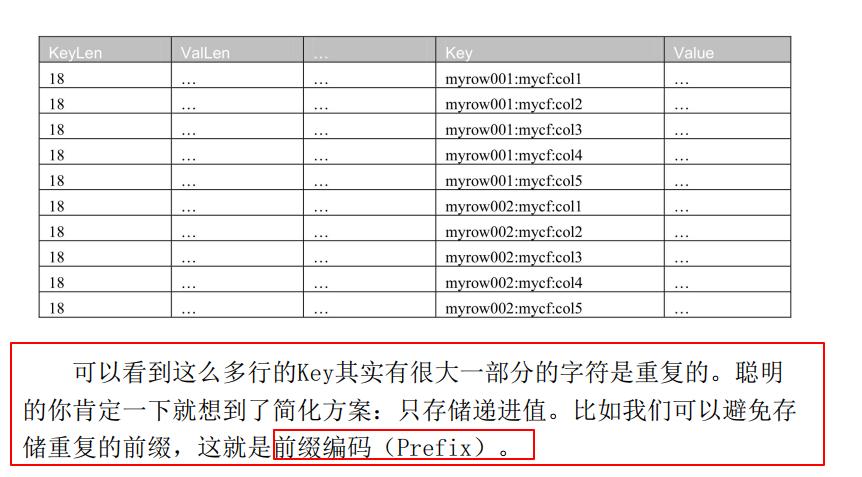 KeyLen ValLen … Key Value
18 … … myrow001:mycf:col1 …
18 … … myrow001:mycf:col2 …
18 … … myrow001:mycf:col3 …
18 … … myrow001:mycf:col4 …
18 … … myrow001:mycf:col5 …
18 … … myrow002:mycf:col1 …
18 … … myrow002:mycf:col2 …
18 … … myrow002:mycf:col3 …
18 … … myrow002:mycf:col4 …
18 … … myrow002:mycf:col5 …
可以看到这么多行的Key其实有很大一部分的字符是重复的。聪明
的你肯定一下就想到了简化方案：只存储递进值。比如我们可以避免存
储重复的前缀，这就是前缀编码（Prefix）。